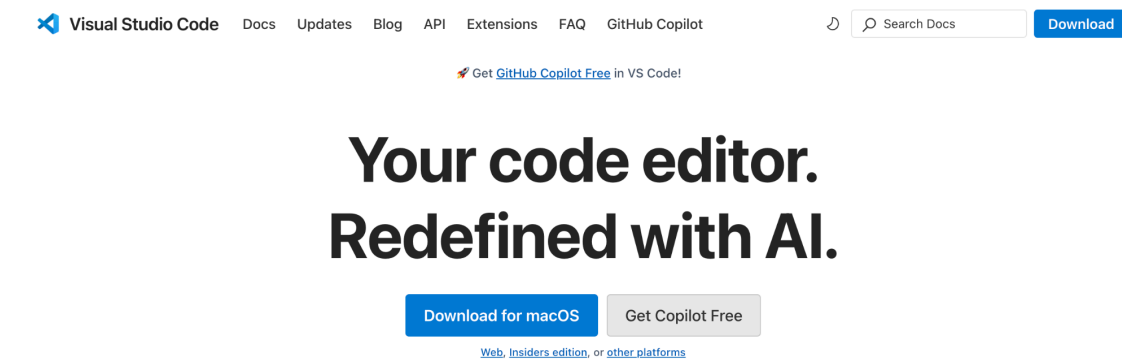 Visual Studio Code Docs Updates Blog API Extensions FAQ GitHub Copilot Search Docs Download
🚀 Get GitHub Copilot Free in VS Code!
Your code editor.
Redefined with AI.
Download for macOS Get Copilot Free
Web, Insiders edition, or other platforms